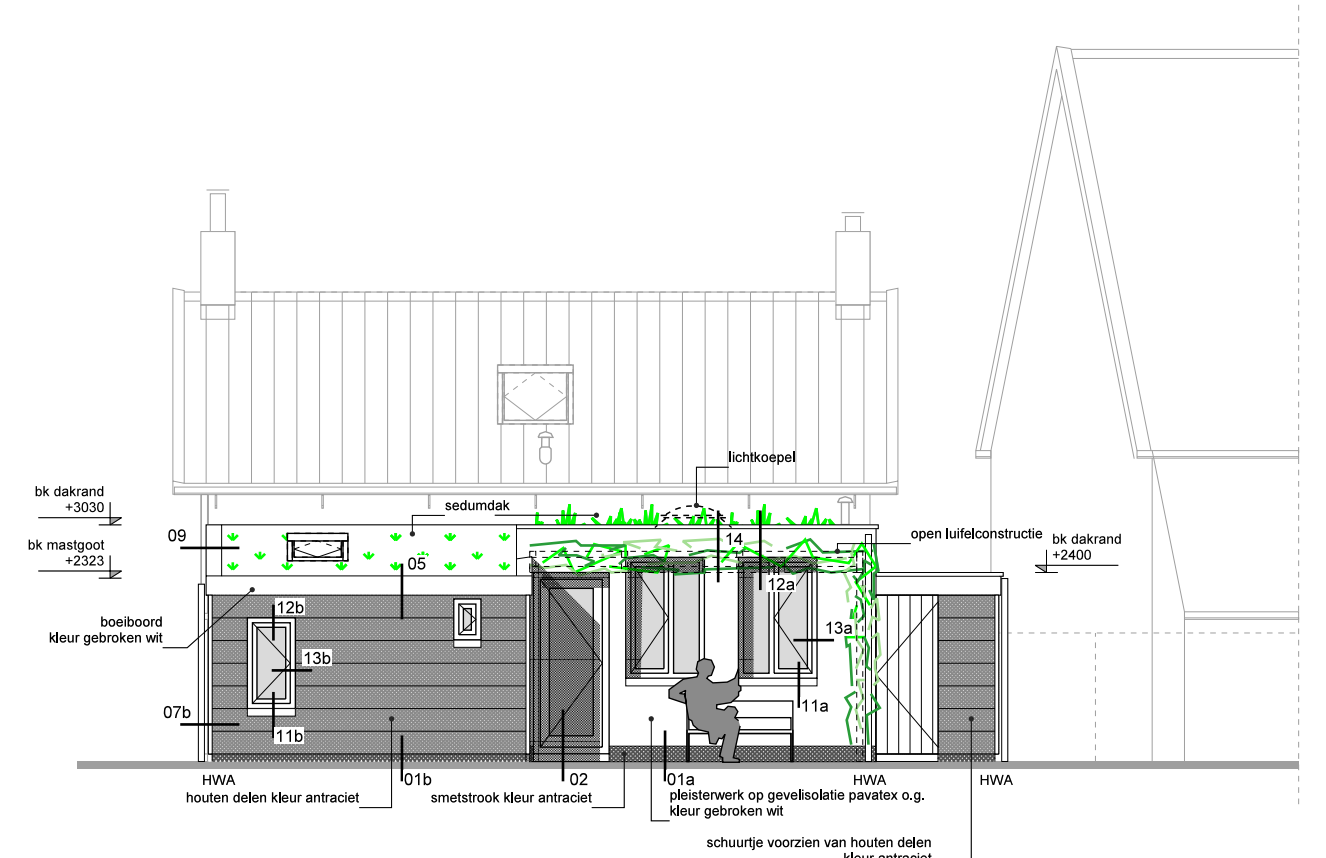 lichtkoepel
bk dakrand
+3030
sedumdak
09
14
open luifelconstructie
bk dakrand
+2400
bk mastgoot
+2323
05
12a
boeiboord
kleur gebroken wit
12b
13b
13a
07b
11b
11a
HWA
01b
02
01a
HWA
HWA
houten delen kleur antraciet
smetstrook kleur antraciet
pleisterwerk op gevelisolatie pavatex o.g.
kleur gebroken wit
schuurtje voorzien van houten delen
kleur antraciet